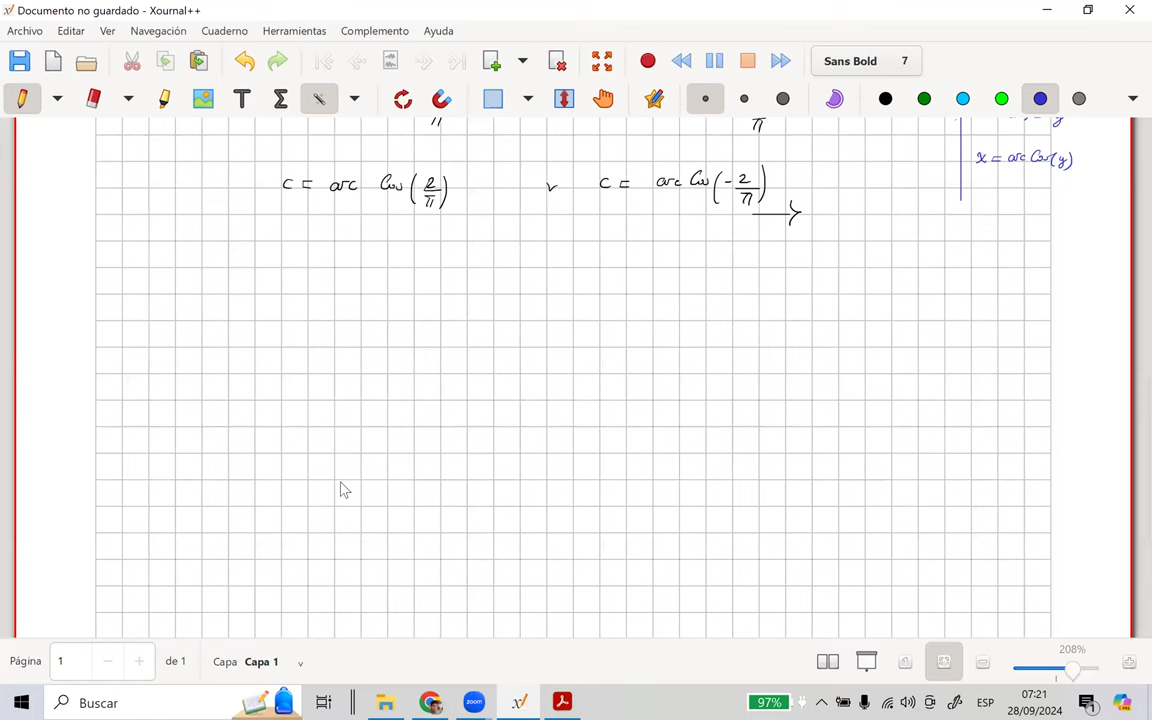 Documento no guardado - Xournal++
Archivo Editar Ver Navegación Cuaderno Herramientas Complemento Ayuda
Sans Bold 7
π π
x = arc Cos(y)
c = arc Cos (2/π) v c = arc Cos (-2/π)
Página 1 de 1 Capa Capa 1 208%
Buscar 97% ESP 07:21
28/09/2024